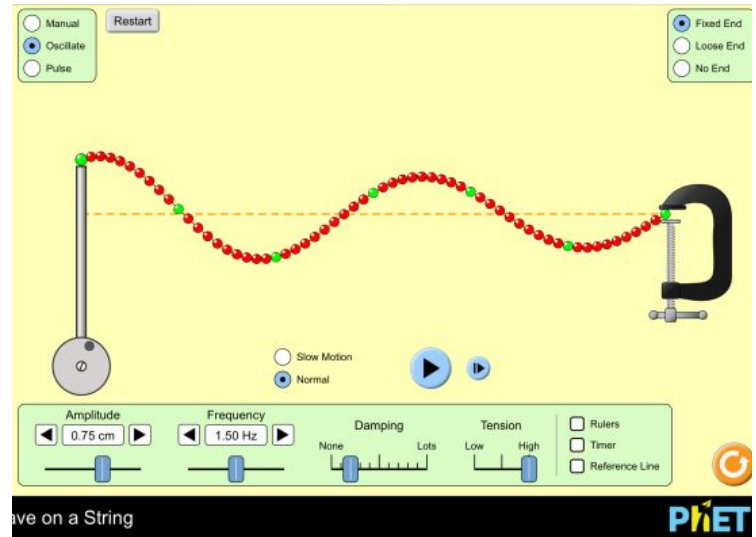 Manual
Oscillate
Pulse
Restart
Fixed End
Loose End
No End
Slow Motion
Normal
Amplitude
0.75 cm
Frequency
1.50 Hz
Damping
None
Lots
Tension
Low
High
Rulers
Timer
Reference Line
ave on a String
PhET